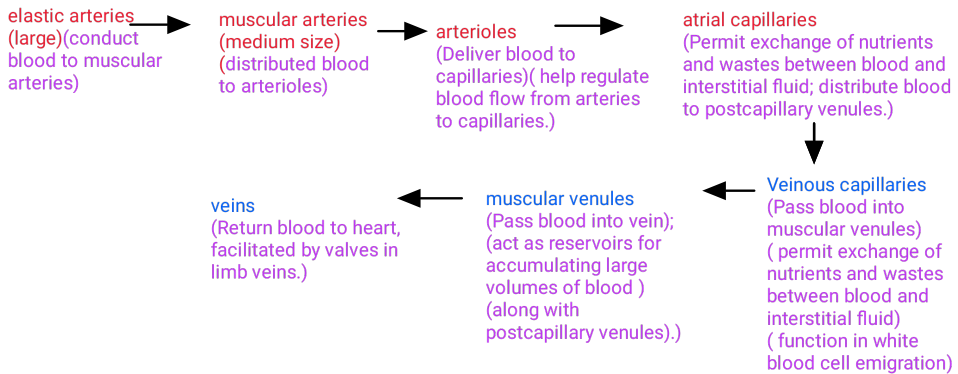 elastic arteries
(large)(conduct
blood to muscular
arteries)
muscular arteries
(medium size)
(distributed blood
to arterioles)
arterioles
(Deliver blood to
capillaries)( help regulate
blood flow from arteries
to capillaries.)
atrial capillaries
(Permit exchange of nutrients
and wastes between blood and
interstitial fluid; distribute blood
to postcapillary venules.)
Veinous capillaries
(Pass blood into
muscular venules)
( permit exchange of
nutrients and wastes
between blood and
interstitial fluid)
( function in white
blood cell emigration)
muscular venules
(Pass blood into vein);
(act as reservoirs for
accumulating large
volumes of blood )
(along with
postcapillary venules).)
veins
(Return blood to heart,
facilitated by valves in
limb veins.)